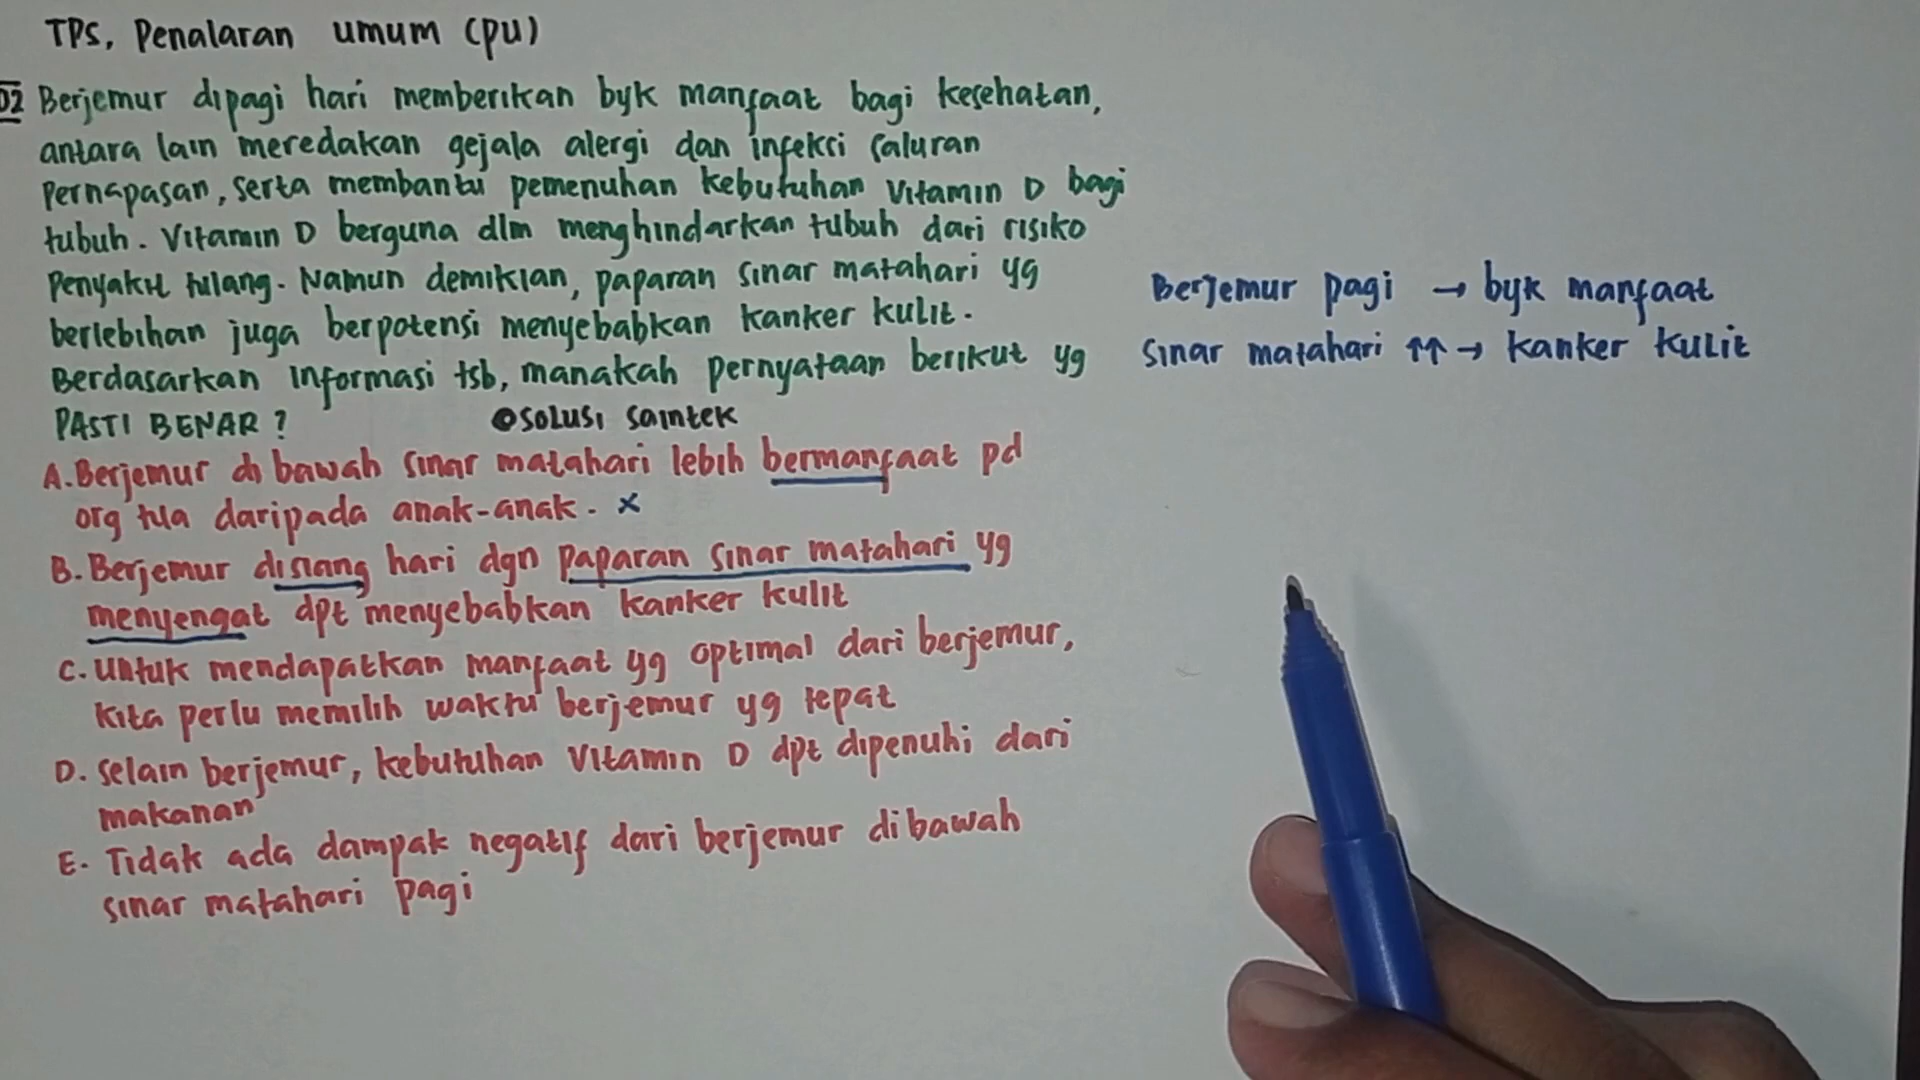 TPS, Penalaran umum (PU)
02 Berjemur dipagi hari memberikan byk manfaat bagi kesehatan,
antara lain meredakan gejala alergi dan infeksi saluran
Pernapasan, serta membantu pemenuhan kebutuhan Vitamin D bagi
tubuh. Vitamin D berguna dlm menghindarkan tubuh dari risiko
Penyakit tulang. Namun demikian, paparan sinar matahari yg
berlebihan juga berpotensi menyebabkan kanker kulit.
Berdasarkan informasi tsb, manakah pernyataan berikut yg
PASTI BENAR?
solusi saintek
A. Berjemur di bawah sinar matahari lebih bermanfaat pd
org tua daripada anak-anak. x
B. Berjemur disiang hari dgn paparan sinar matahari yg
menyengat dpt menyebabkan kanker kulit
C. Untuk mendapatkan manfaat yg optimal dari berjemur,
kita perlu memilih waktu berjemur yg tepat
D. Selain berjemur, kebutuhan Vitamin D dpt dipenuhi dari
makanan
E. Tidak ada dampak negatif dari berjemur dibawah
sinar matahari pagi
Berjemur pagi → byk manfaat
Sinar matahari ↑↑ → kanker kulit